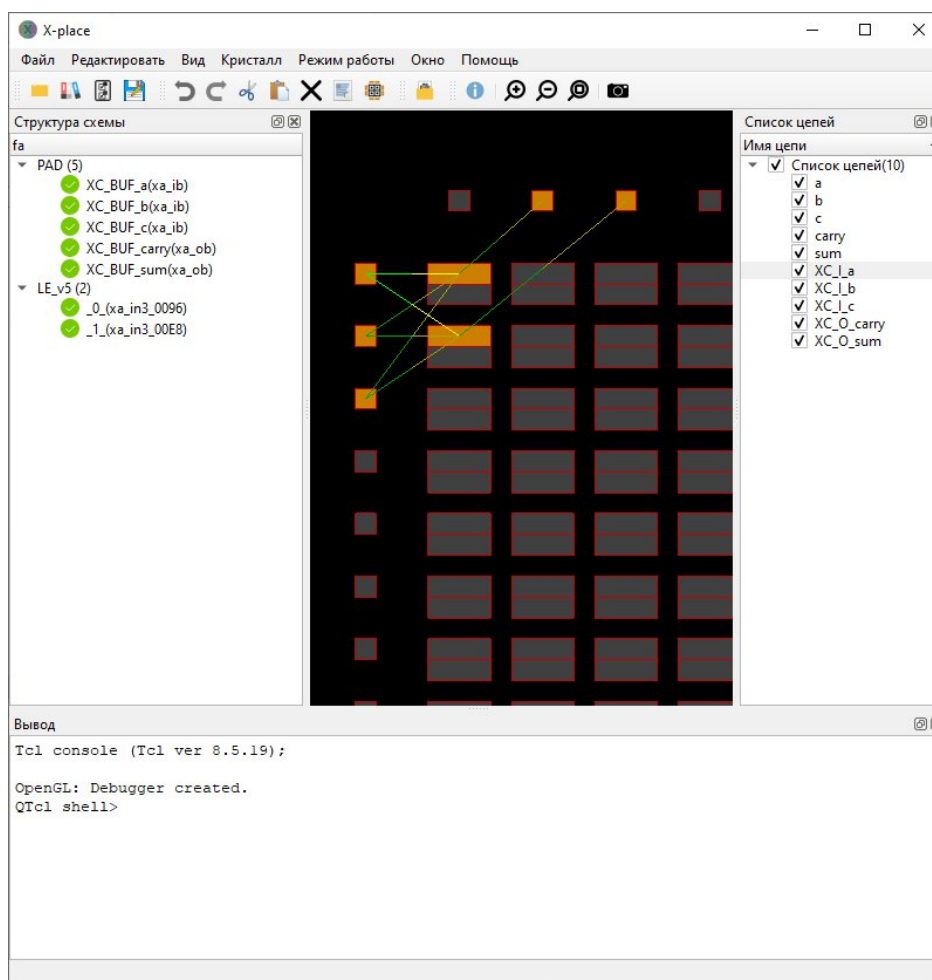 X-place
Файл Редактировать Вид Кристалл Режим работы Окно Помощь
Структура схемы
fa
PAD (5)
XC_BUF_a(xa_ib)
XC_BUF_b(xa_ib)
XC_BUF_c(xa_ib)
XC_BUF_carry(xa_ob)
XC_BUF_sum(xa_ob)
LE_v5 (2)
_0_(xa_in3_0096)
_1_(xa_in3_00E8)
Список цепей
Имя цепи
Список цепей(10)
a
b
c
carry
sum
XC_I_a
XC_I_b
XC_I_c
XC_O_carry
XC_O_sum
Вывод
Tcl console (Tcl ver 8.5.19);
OpenGL: Debugger created.
QTcl shell>